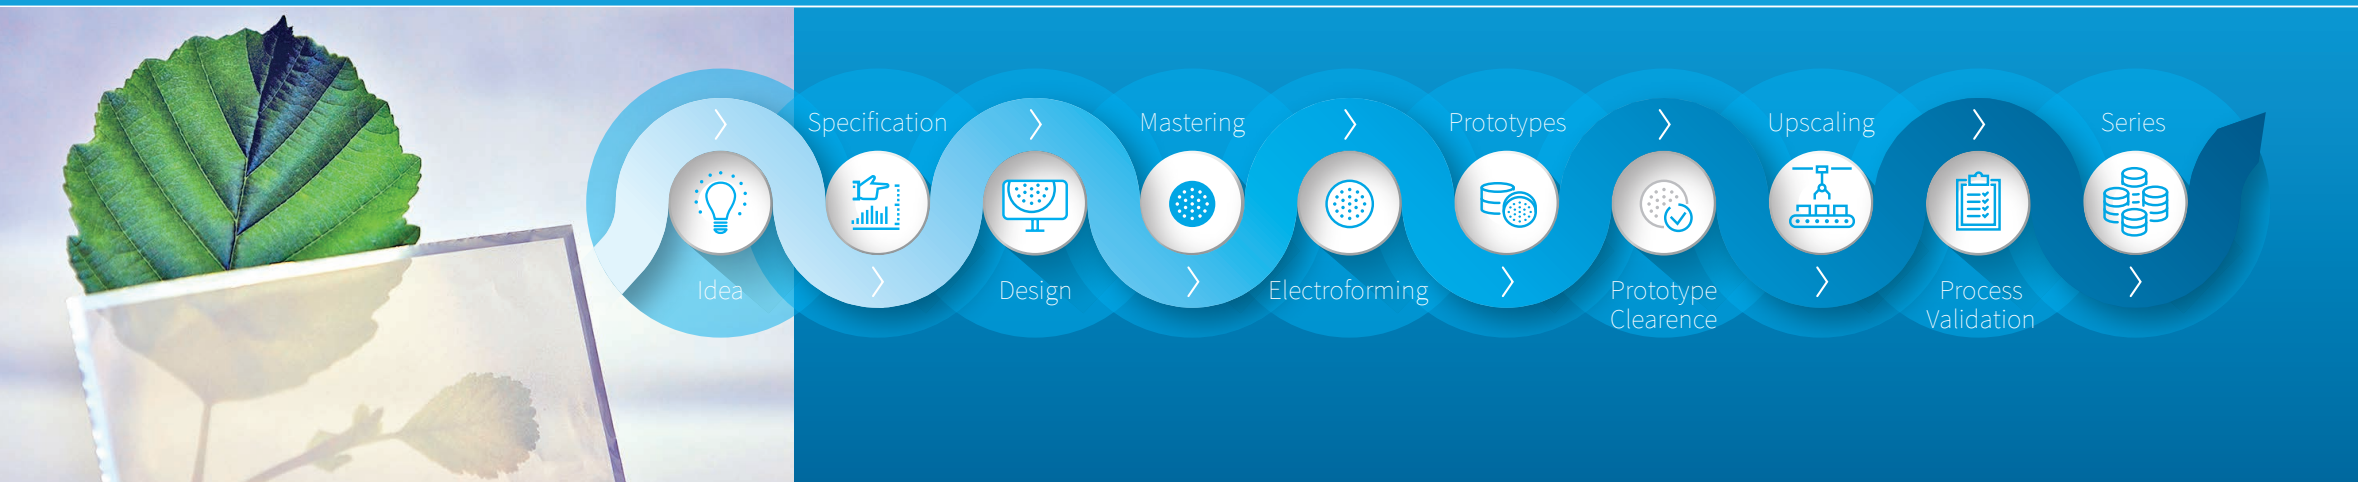 Idea
Specification
Design
Mastering
Electroforming
Prototypes
Prototype
Clearence
Upscaling
Process
Validation
Series